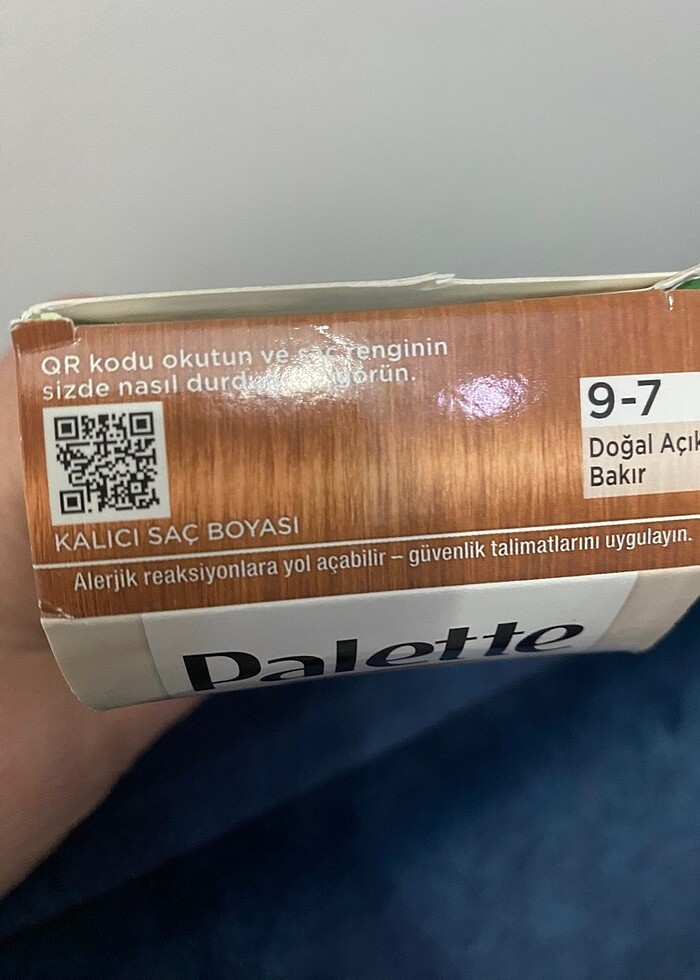 QR kodu okutun ve saç renginin
sizde nasıl görün.
9-7
Doğal Açık
Bakır
KALICI SAÇ BOYASI
Alerjik reaksiyonlara yol açabilir – güvenlik talimatlarını uygulayın.
Palette